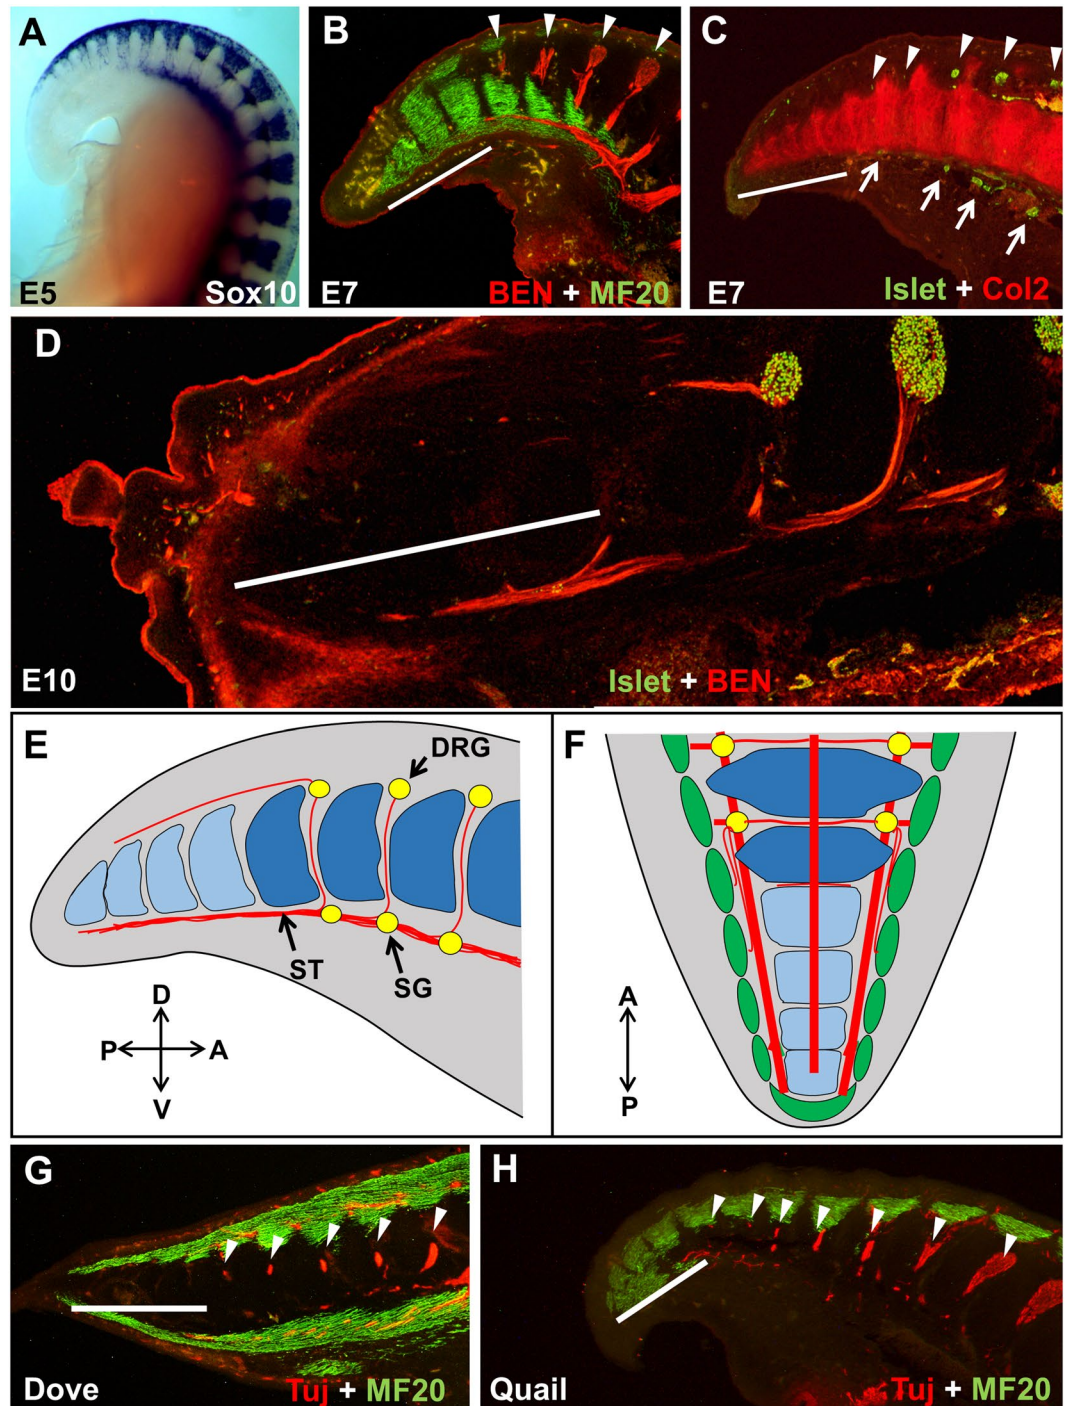 A
E5
Sox10
B
E7
BEN + MF20
C
E7
Islet + Col2
D
E10
Islet + BEN
E
DRG
ST
SG
D
P A
V
F
A
P
G
Dove
Tuj + MF20
H
Quail
Tuj + MF20